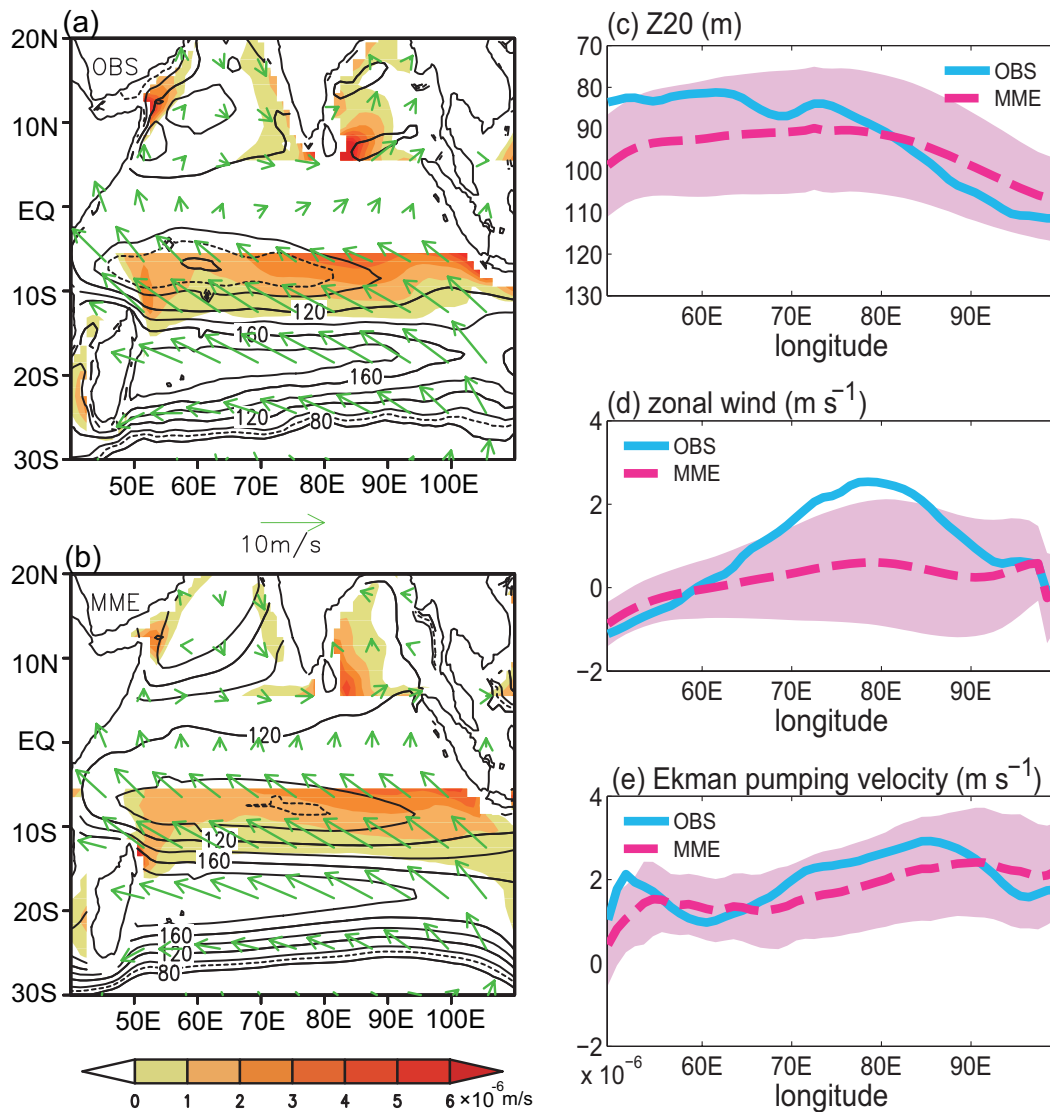 (a)
20N
OBS
10N
EQ
10S
20S
30S
120
160
160
120
80
50E 60E 70E 80E 90E 100E
10m/s
(b)
20N
MME
10N
EQ
10S
20S
30S
120
120
160
160
120
80
50E 60E 70E 80E 90E 100E
0 1 2 3 4 5 6 ×10⁻⁶m/s
(c) Z20 (m)
70
80
90
100
110
120
130
OBS
MME
60E 70E 80E 90E
longitude
(d) zonal wind (m s⁻¹)
4
2
0
−2
OBS
MME
60E 70E 80E 90E
longitude
(e) Ekman pumping velocity (m s⁻¹)
4
2
0
−2
x 10⁻⁶
OBS
MME
60E 70E 80E 90E
longitude